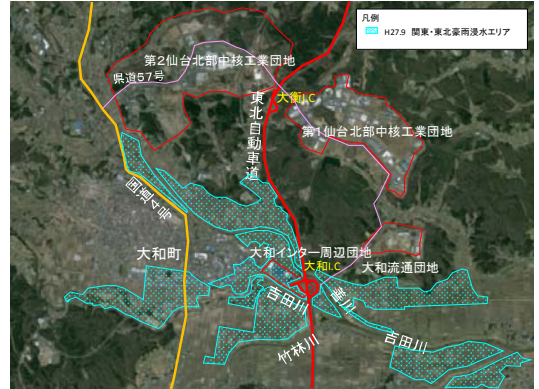 凡例
H27.9 関東・東北豪雨浸水エリア
第2仙台北部中核工業団地
県道57号
大衡I.C
東北自動車道
第1仙台北部中核工業団地
国道4号
大和町
大和インター周辺団地
大和I.C
大和流通団地
吉田川
善川
竹林川
吉田川